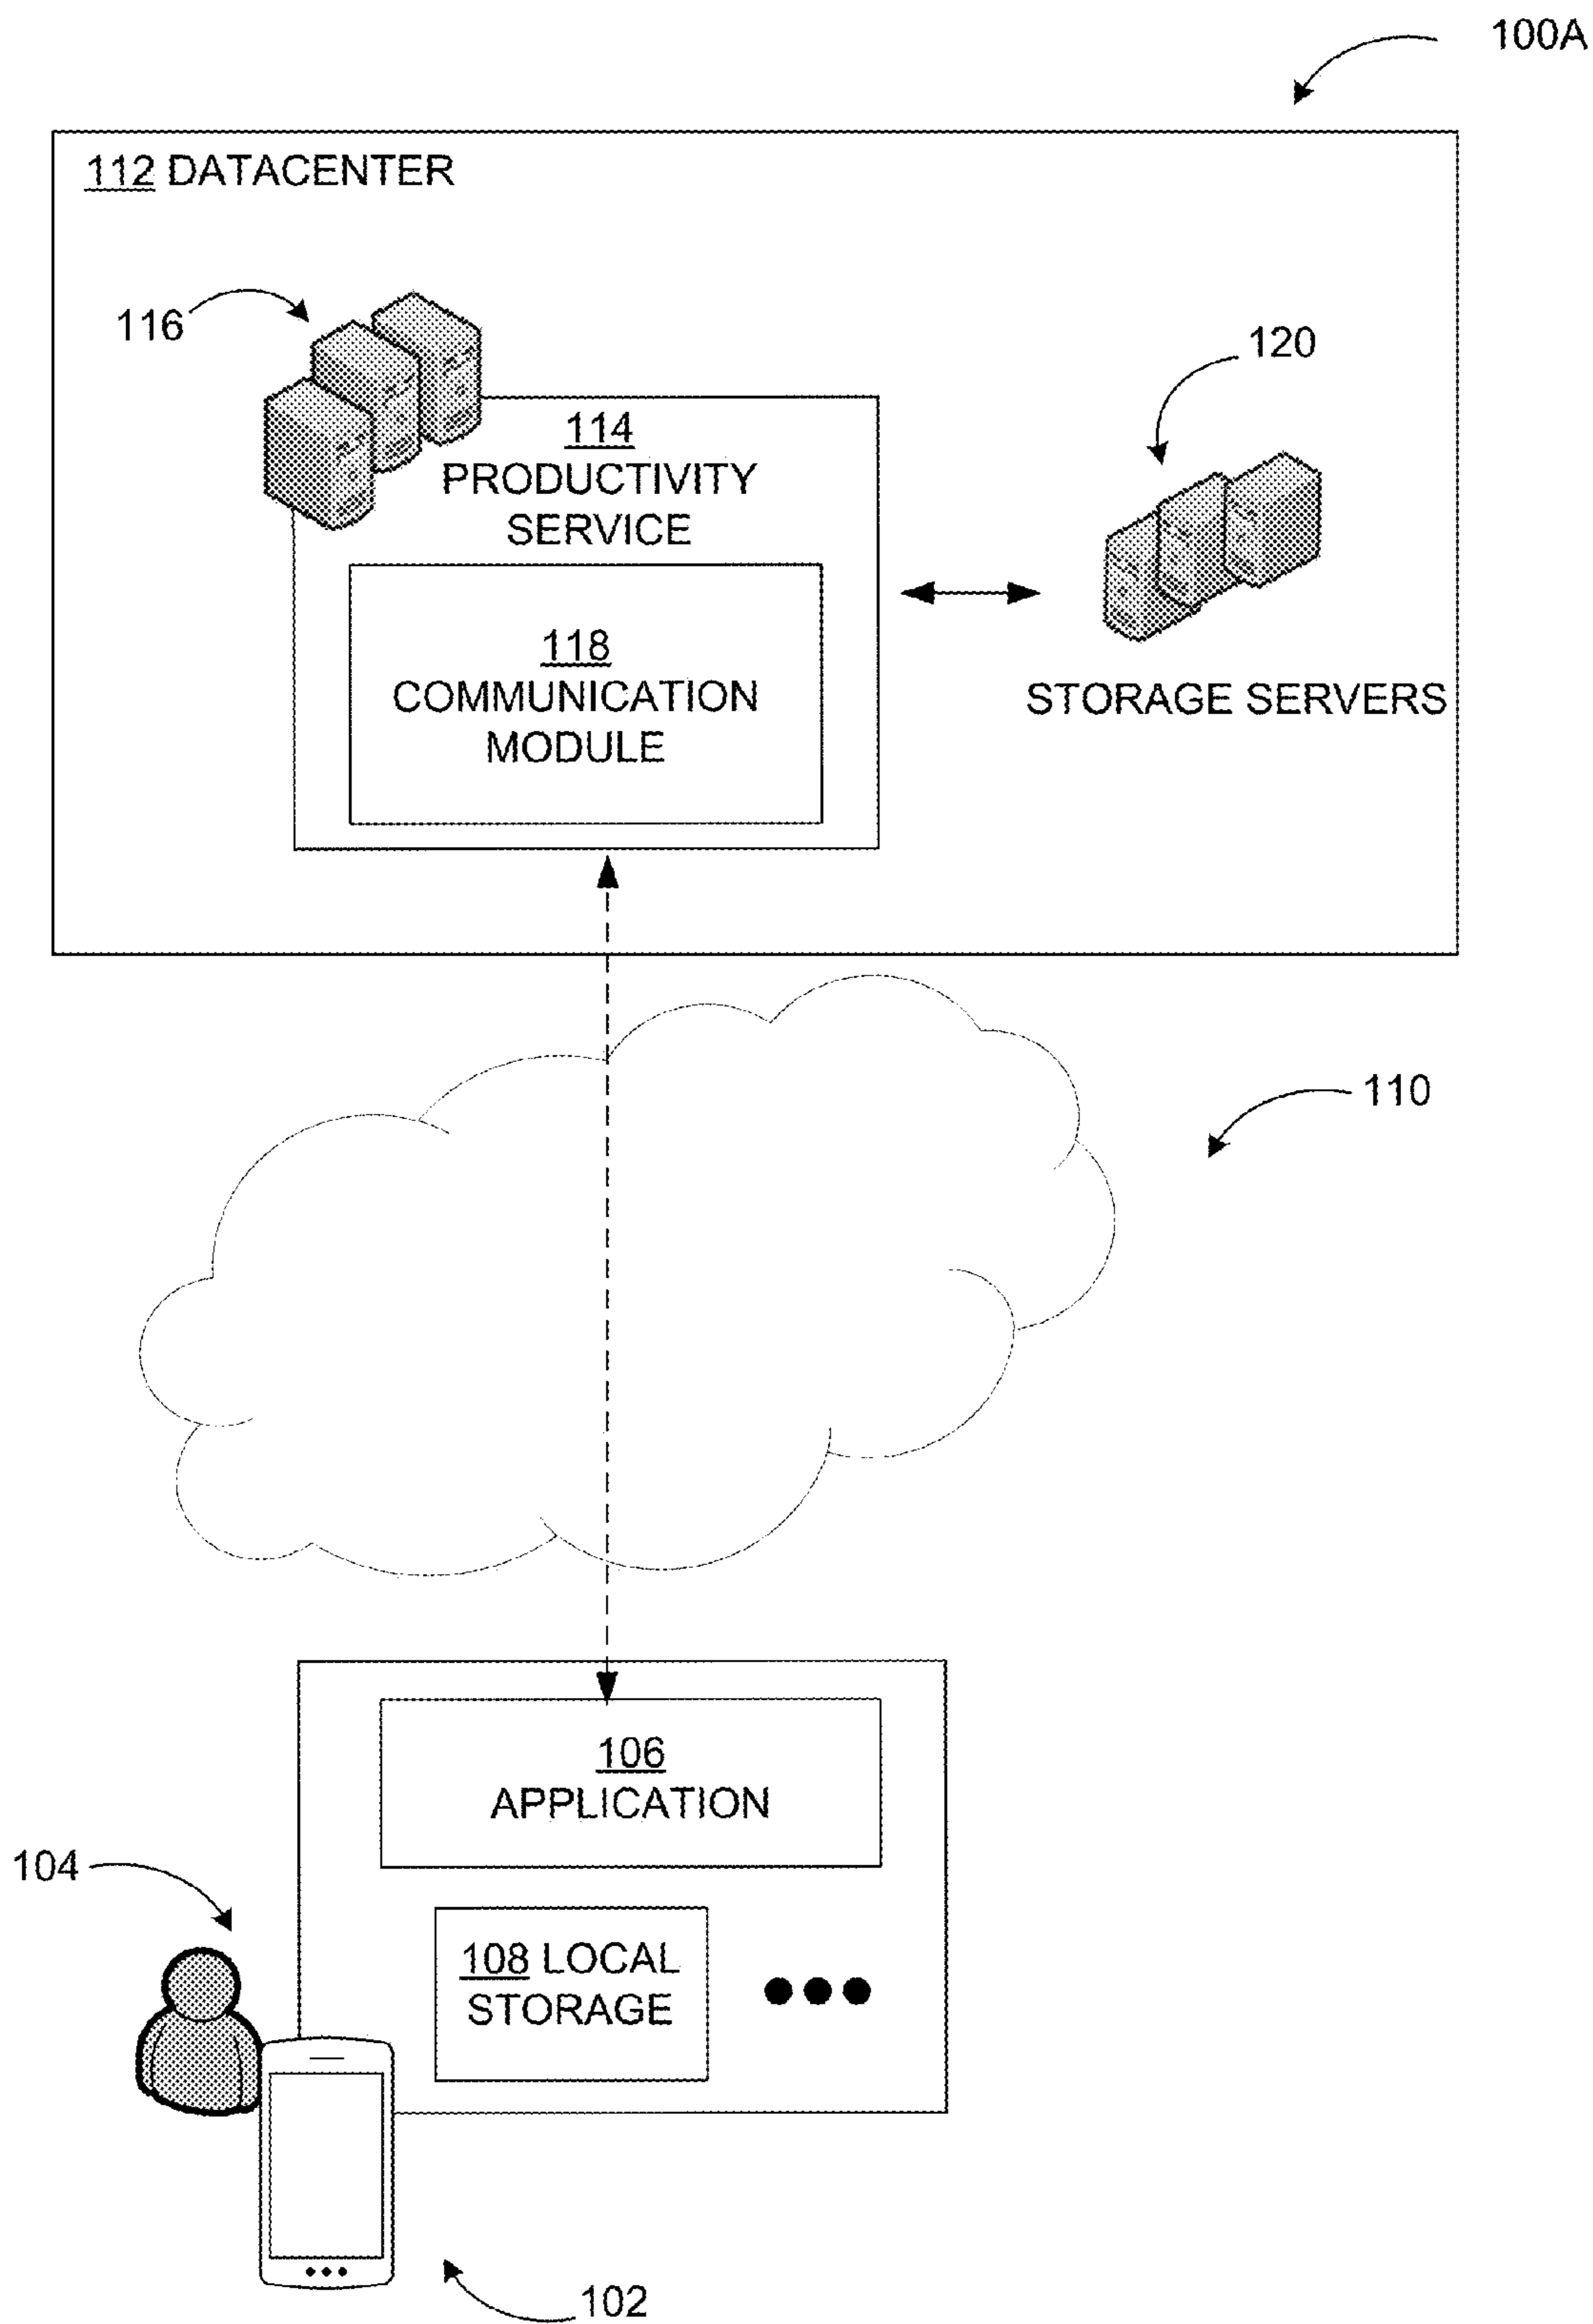 100A
112 DATACENTER
116
120
114
PRODUCTIVITY
SERVICE
118
COMMUNICATION
MODULE
STORAGE SERVERS
110
106
APPLICATION
104
108 LOCAL
STORAGE
102